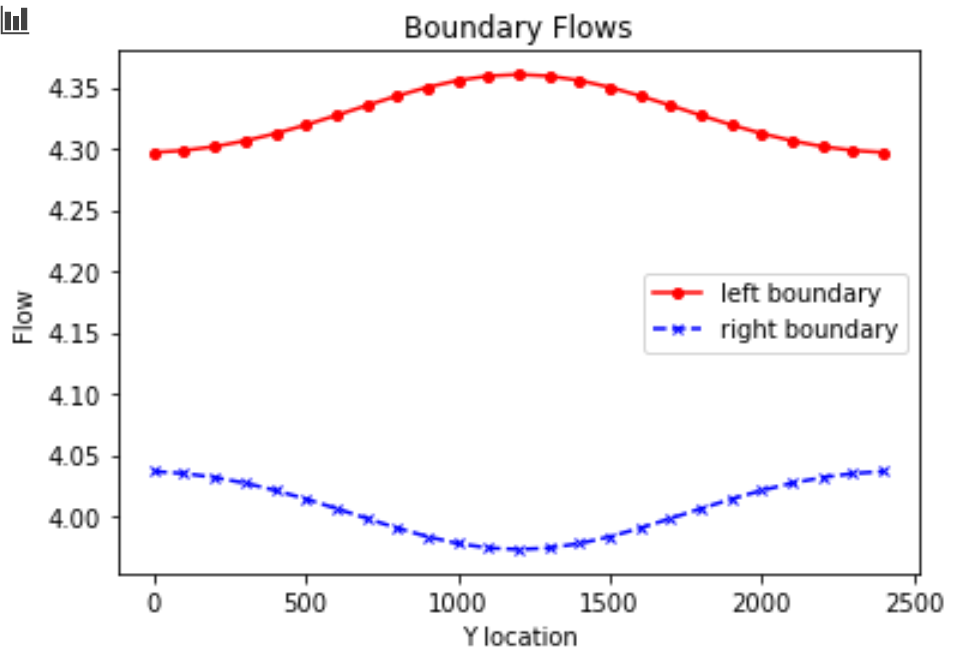 Boundary Flows
4.35
4.30
4.25
4.20
4.15
4.10
4.05
4.00
Flow
left boundary
right boundary
0 500 1000 1500 2000 2500
Y location